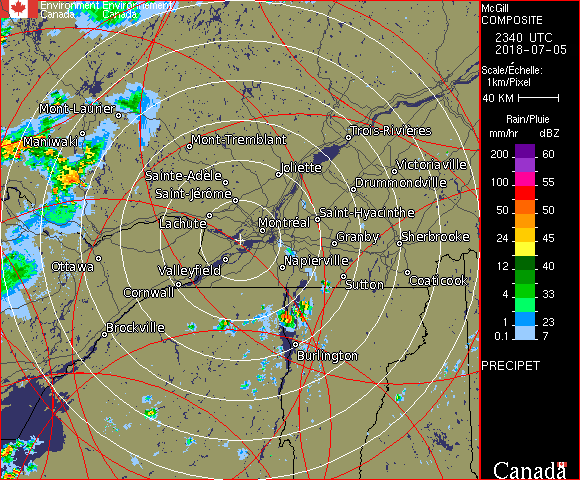 Environment Environnement
Canada Canada
McGill
COMPOSITE
2340 UTC
2018-07-05
Scale/Échelle:
1km/Pixel
40 KM
Rain/Pluie
mm/hr dBZ
200 60
150 55
100 55
50 50
24 45
12 40
4 33
1 23
0.1 7
PRECIPET
Canada
Mont-Laurier
Maniwaki
Mont-Tremblant
Trois-Rivières
Joliette
Victoriaville
Sainte-Adèle
Drummondville
Saint-Jérôme
Saint-Hyacinthe
Lachute
Montréal
Granby
Sherbrooke
Ottawa
Valleyfield
Napierville
Coaticook
Cornwall
Sutton
Brockville
Burlington